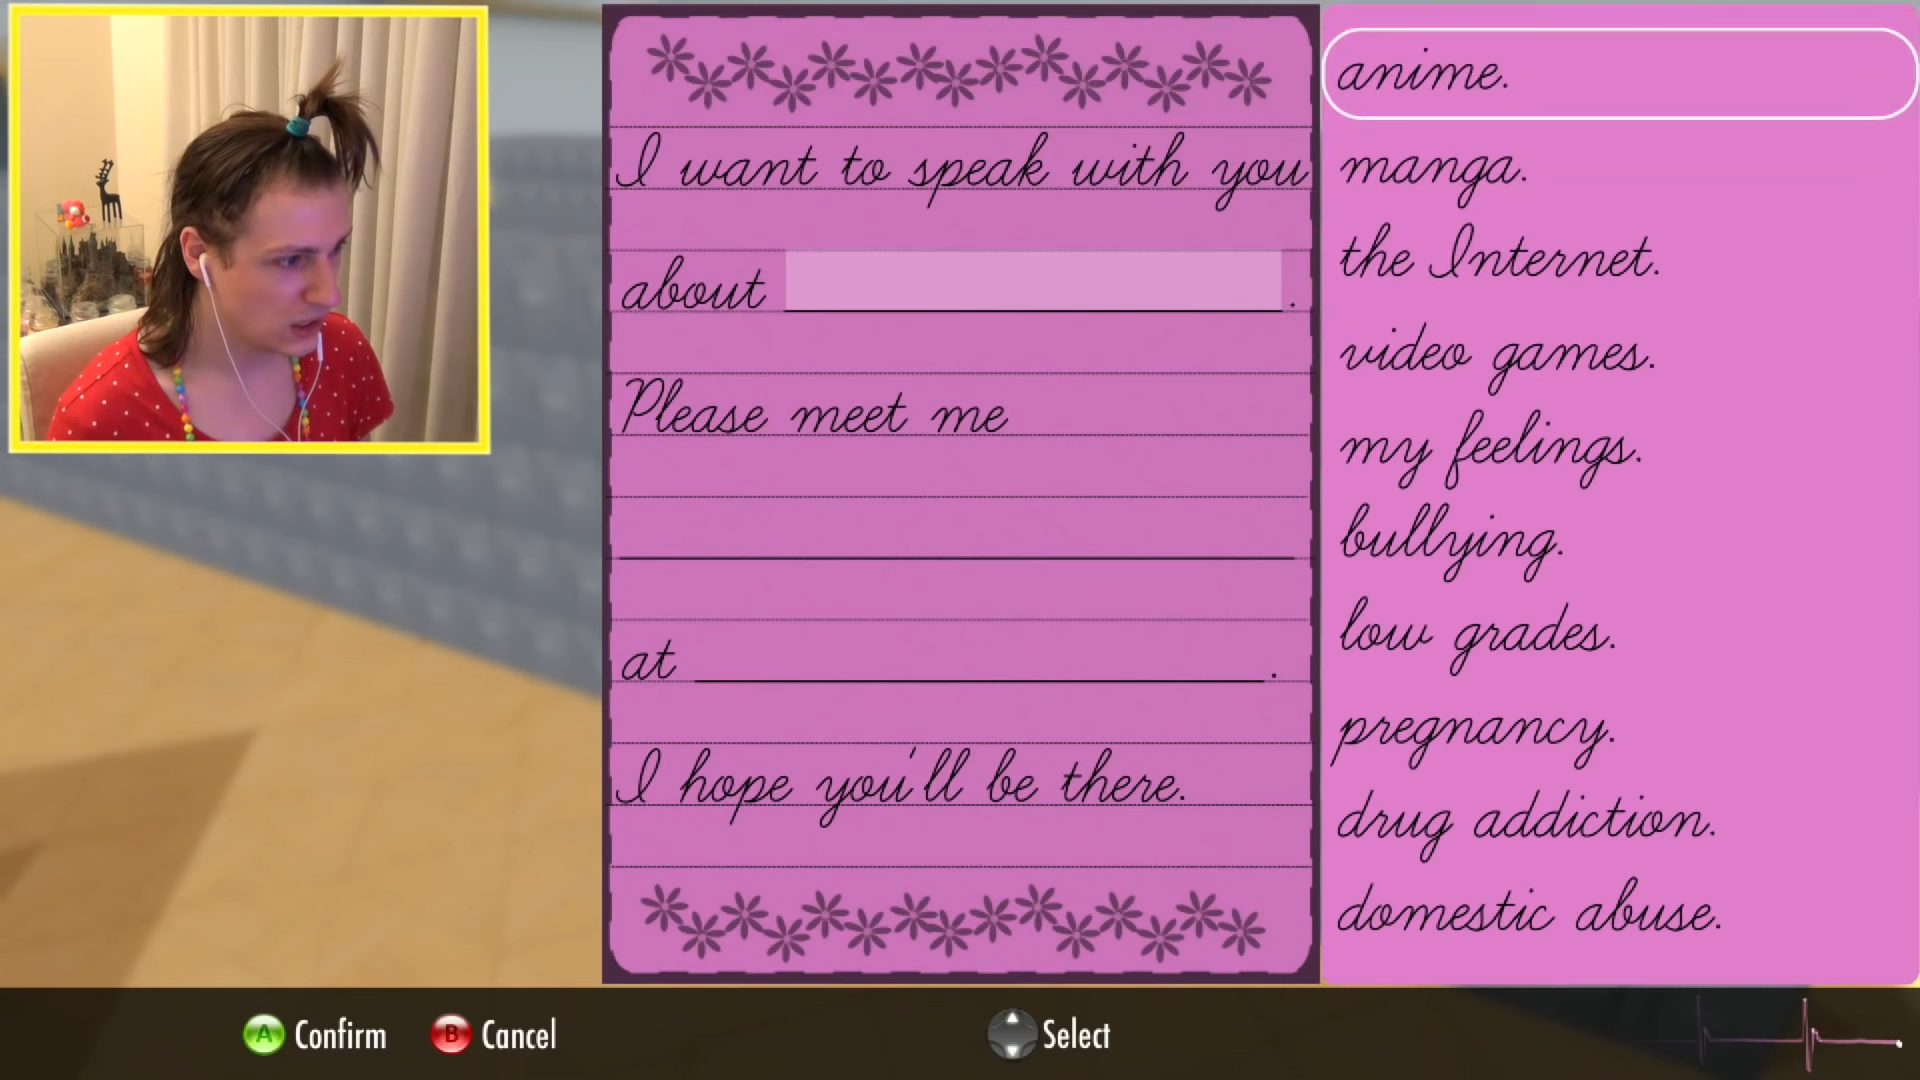 I want to speak with you
about
.
Please meet me
at
.
I hope you'll be there.
anime.
manga.
the Internet.
video games.
my feelings.
bullying.
low grades.
pregnancy.
drug addiction.
domestic abuse.
A Confirm
B Cancel
Select